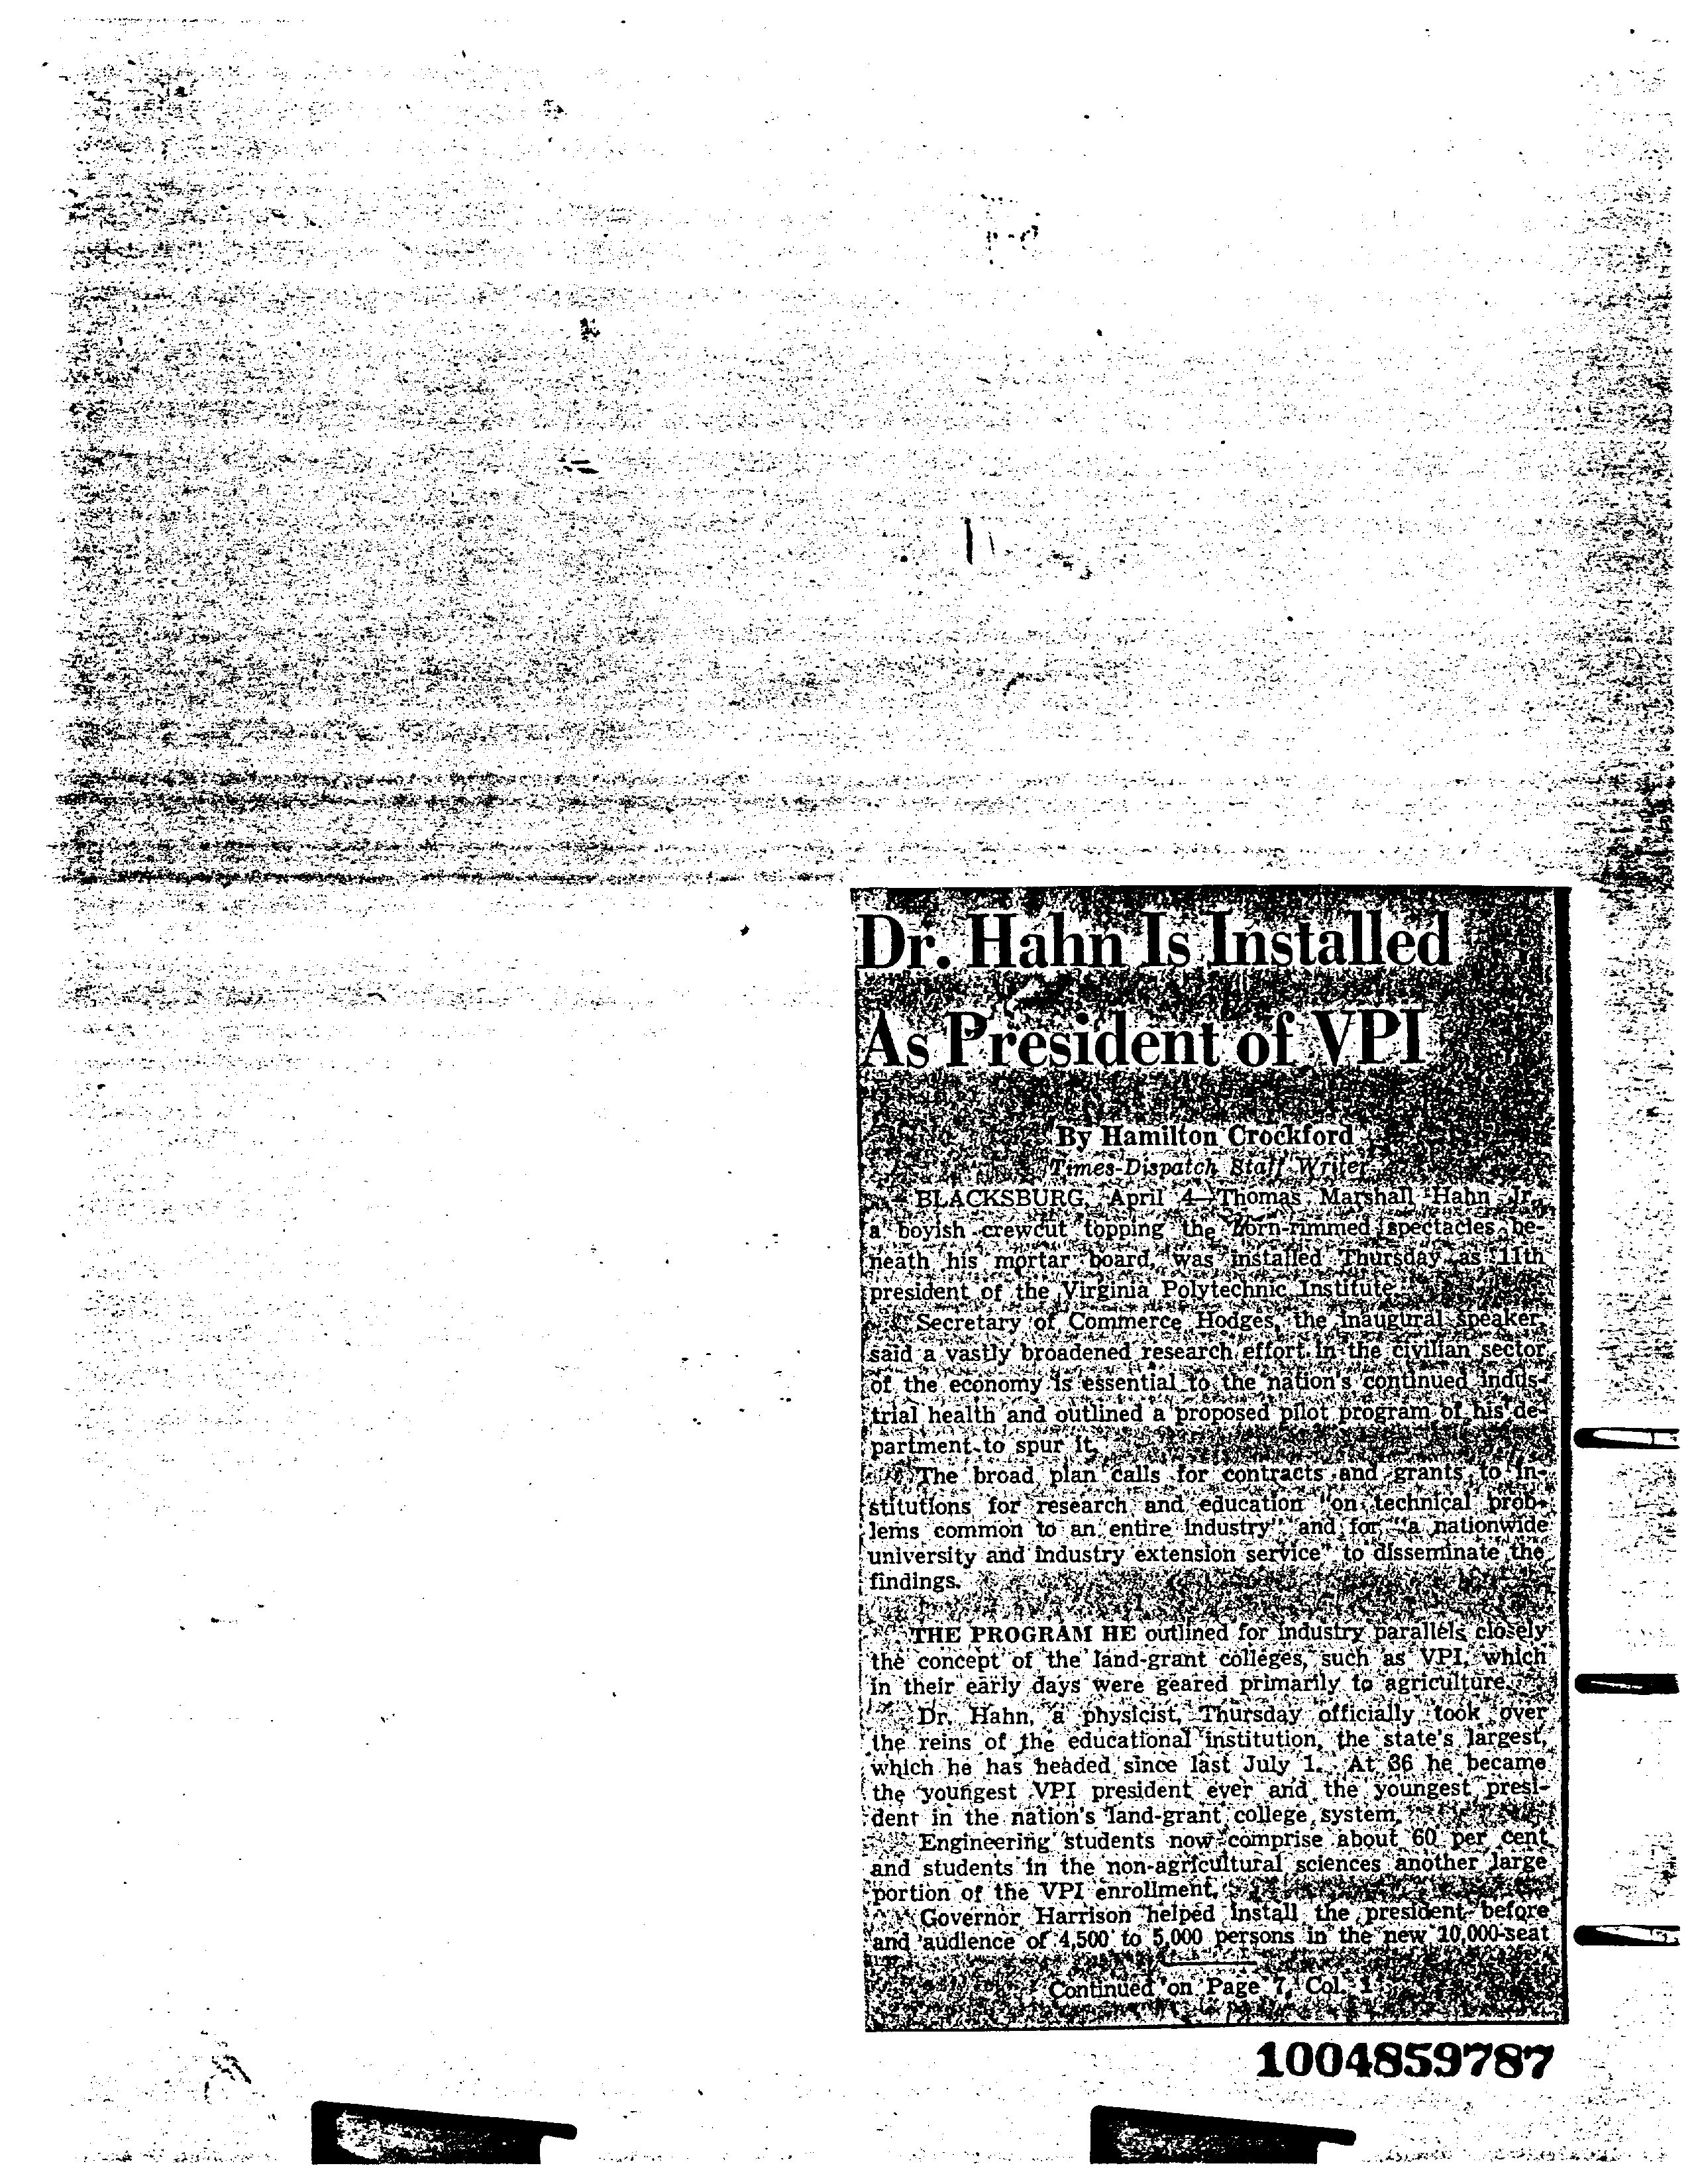 Dr. Hahn Is Installed
As President of VPI
By Hamilton Crockford
Times-Dispatch Staff Writer
BLACKSBURG, April 4—Thomas Marshall Hahn Jr.,
a boyish crewcut topping the horn-rimmed spectacles be-
neath his mortar board, was installed Thursday as 11th
president of the Virginia Polytechnic Institute.
Secretary of Commerce Hodges, the inaugural speaker,
said a vastly broadened research effort in the civilian sector
of the economy is essential to the nation's continued indus-
trial health and outlined a proposed pilot program of his de-
partment to spur it.
The broad plan calls for contracts and grants to in-
stitutions for research and education "on technical prob-
lems common to an entire industry" and for "a nationwide
university and industry extension service" to disseminate the
findings.
THE PROGRAM HE outlined for industry parallels closely
the concept of the land-grant colleges, such as VPI, which
in their early days were geared primarily to agriculture.
Dr. Hahn, a physicist, Thursday officially took over
the reins of the educational institution, the state's largest,
which he has headed since last July 1. At 36 he became
the youngest VPI president ever and the youngest presi-
dent in the nation's land-grant college system.
Engineering students now comprise about 60 per cent
and students in the non-agricultural sciences another large
portion of the VPI enrollment.
Governor Harrison helped install the president before
and audience of 4,500 to 5,000 persons in the new 10,000-seat
Continued on Page 7, Col. 1
1004859787